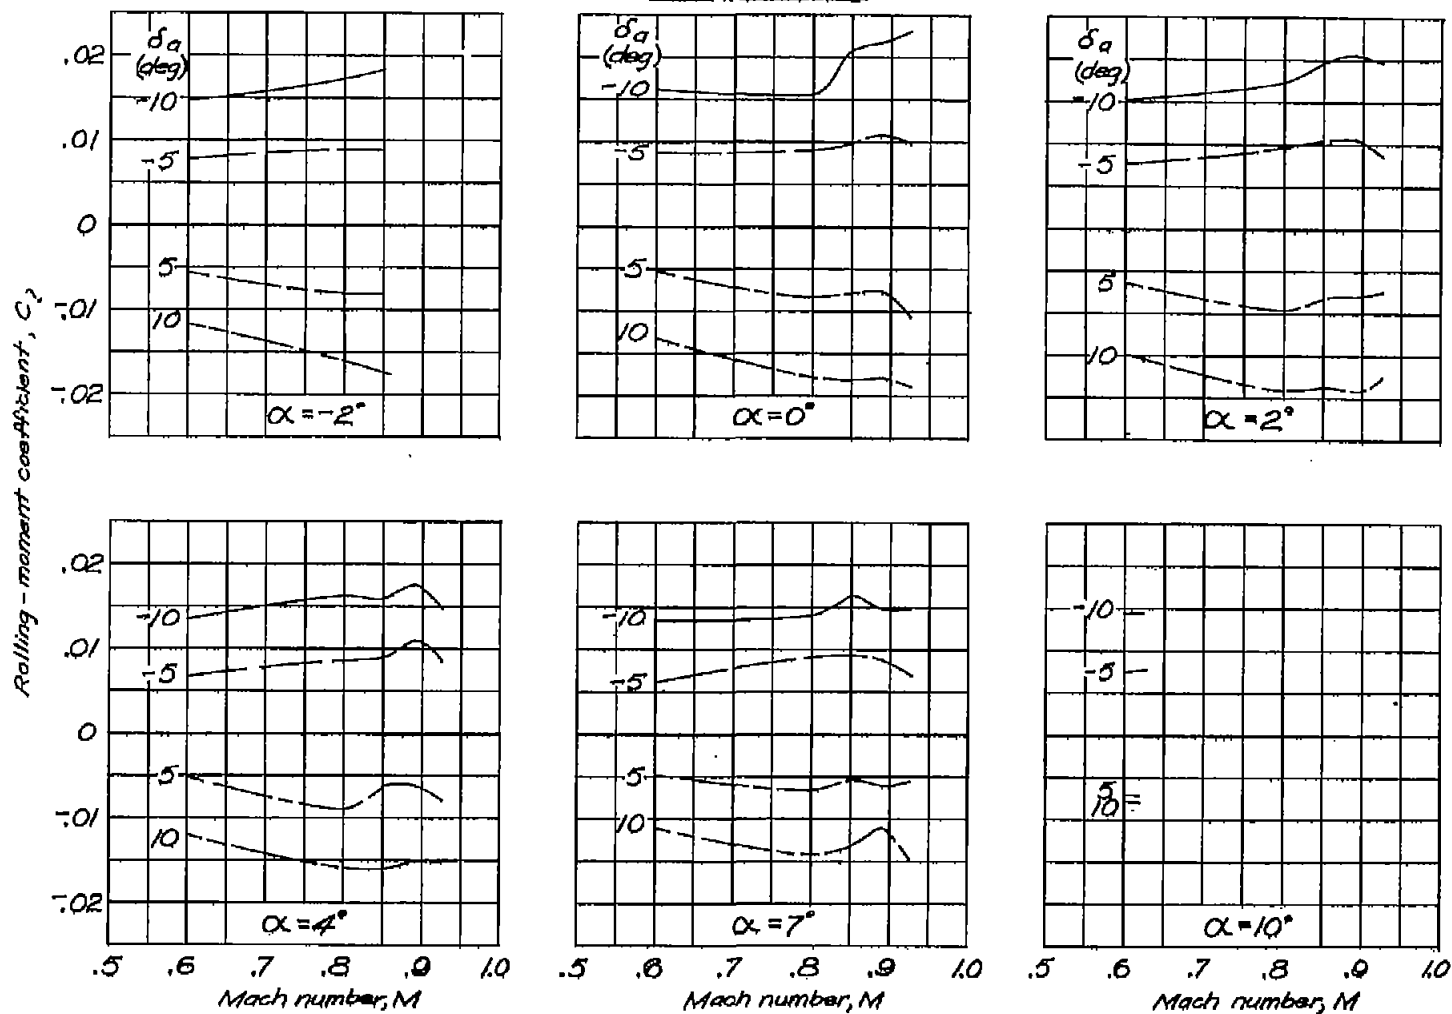 δa
(deg)
-10
-5
5
10
α=-2°
δa
(deg)
-10
-5
5
10
α=0°
δa
(deg)
-10
-5
5
10
α=2°
.02
.01
0
-.01
-.02
Rolling-moment coefficient, Cl
-10
-5
5
10
α=4°
-10
-5
5
10
α=7°
-10
-5
5
10
α=10°
.02
.01
0
-.01
-.02
.5 .6 .7 .8 .9 1.0
.5 .6 .7 .8 .9 1.0
.5 .6 .7 .8 .9 1.0
Mach number, M
Mach number, M
Mach number, M